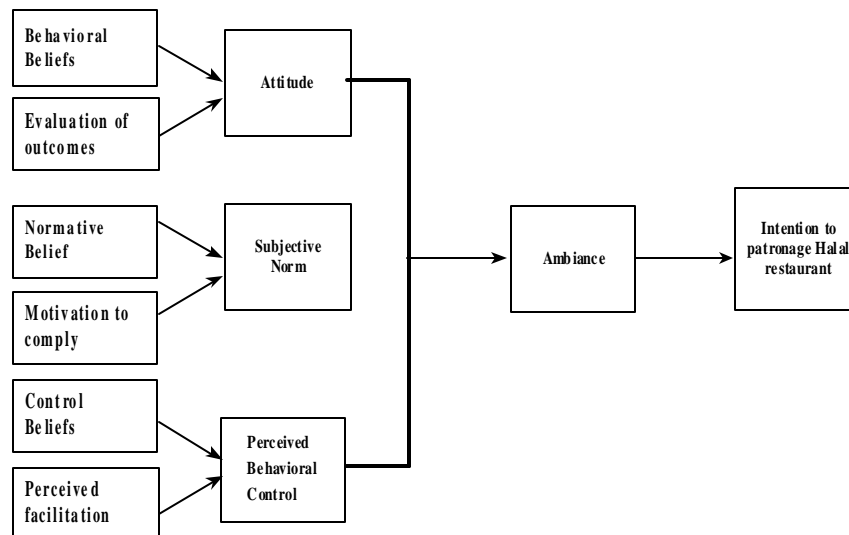 Behavioral
Beliefs
Evaluation of
outcomes
Attitude
Normative
Belief
Motivation to
comply
Subjective
Norm
Ambiance
Intention to
patronage Halal
restaurant
Control
Beliefs
Perceived
facilitation
Perceived
Behavioral
Control